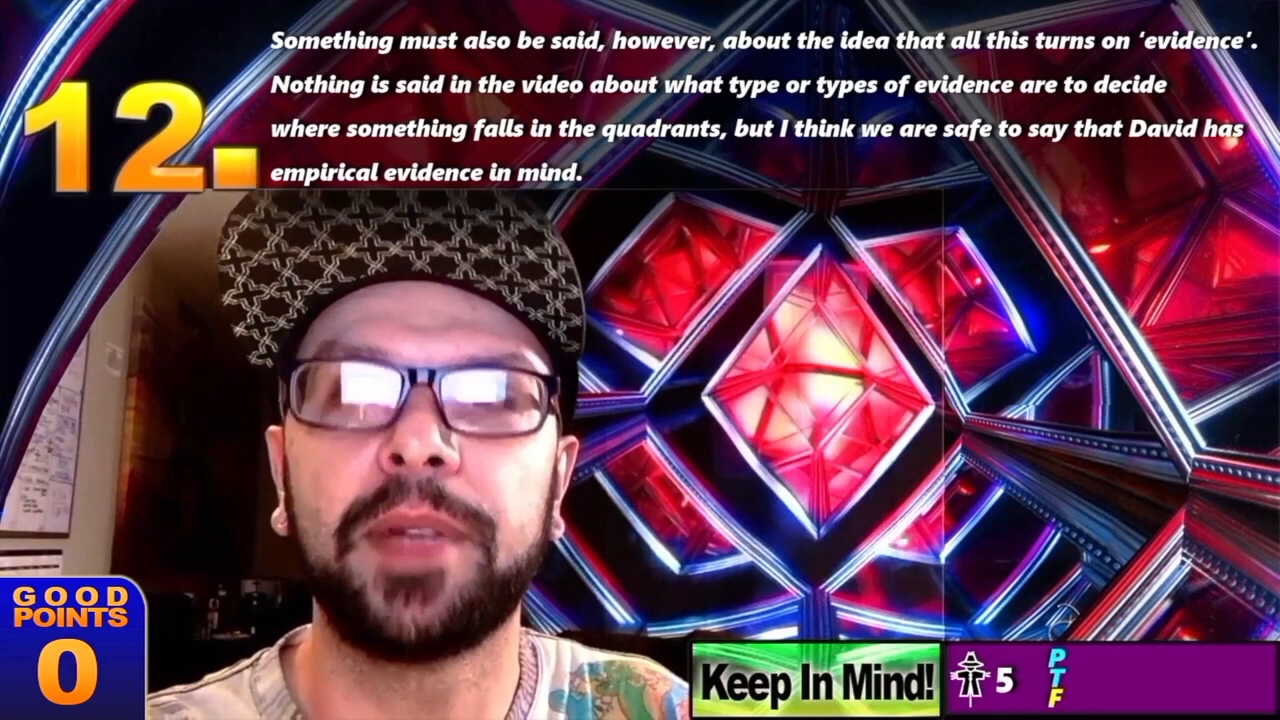 12.
Something must also be said, however, about the idea that all this turns on ‘evidence’.
Nothing is said in the video about what type or types of evidence are to decide
where something falls in the quadrants, but I think we are safe to say that David has
empirical evidence in mind.
GOOD
POINTS
0
Keep In Mind!
5
P
T
F